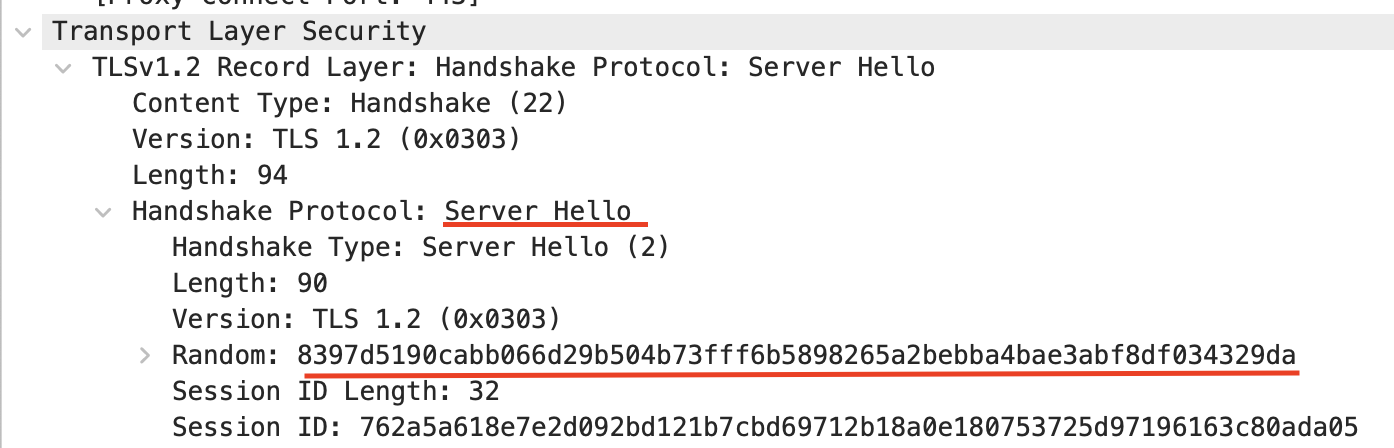 Transport Layer Security
TLSv1.2 Record Layer: Handshake Protocol: Server Hello
Content Type: Handshake (22)
Version: TLS 1.2 (0x0303)
Length: 94
Handshake Protocol: Server Hello
Handshake Type: Server Hello (2)
Length: 90
Version: TLS 1.2 (0x0303)
Random: 8397d5190cabb066d29b504b73fff6b5898265a2bebba4bae3abf8df034329da
Session ID Length: 32
Session ID: 762a5a618e7e2d092bd121b7cbd69712b18a0e180753725d97196163c80ada05